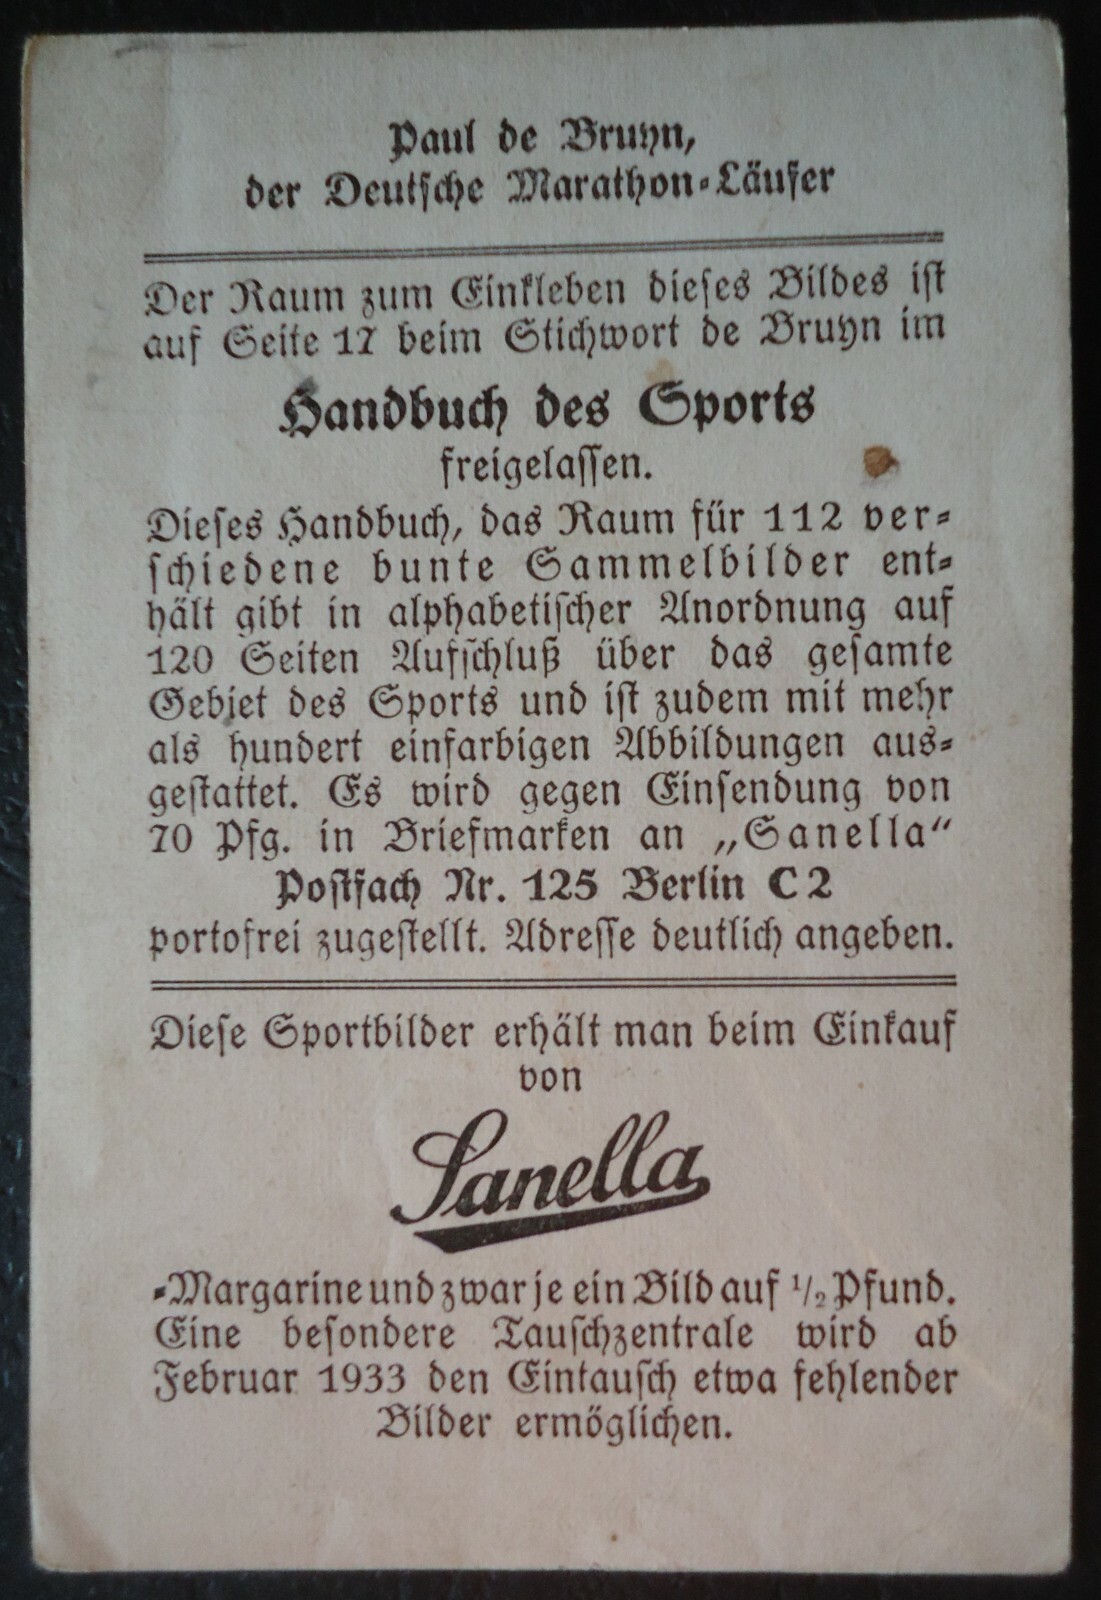 Paul de Bruyn,
der Deutsche Marathon-Läufer
Der Raum zum Einkleben dieses Bildes ist
auf Seite 17 beim Stichwort de Bruyn im
Handbuch des Sports
freigelassen.
Dieses Handbuch, das Raum für 112 ver-
schiedene bunte Sammelbilder ent-
hält gibt in alphabetischer Anordnung auf
120 Seiten Aufschluß über das gesamte
Gebiet des Sports und ist zudem mit mehr
als hundert einfarbigen Abbildungen aus-
gestattet. Es wird gegen Einsendung von
70 Pfg. in Briefmarken an „Sanella“
Postfach Nr. 125 Berlin C 2
portofrei zugestellt. Adresse deutlich angeben.
Diese Sportbilder erhält man beim Einkauf
von
Sanella
-Margarine und zwar je ein Bild auf 1/2 Pfund.
Eine besondere Tauschzentrale wird ab
Februar 1933 den Eintausch etwa fehlender
Bilder ermöglichen.